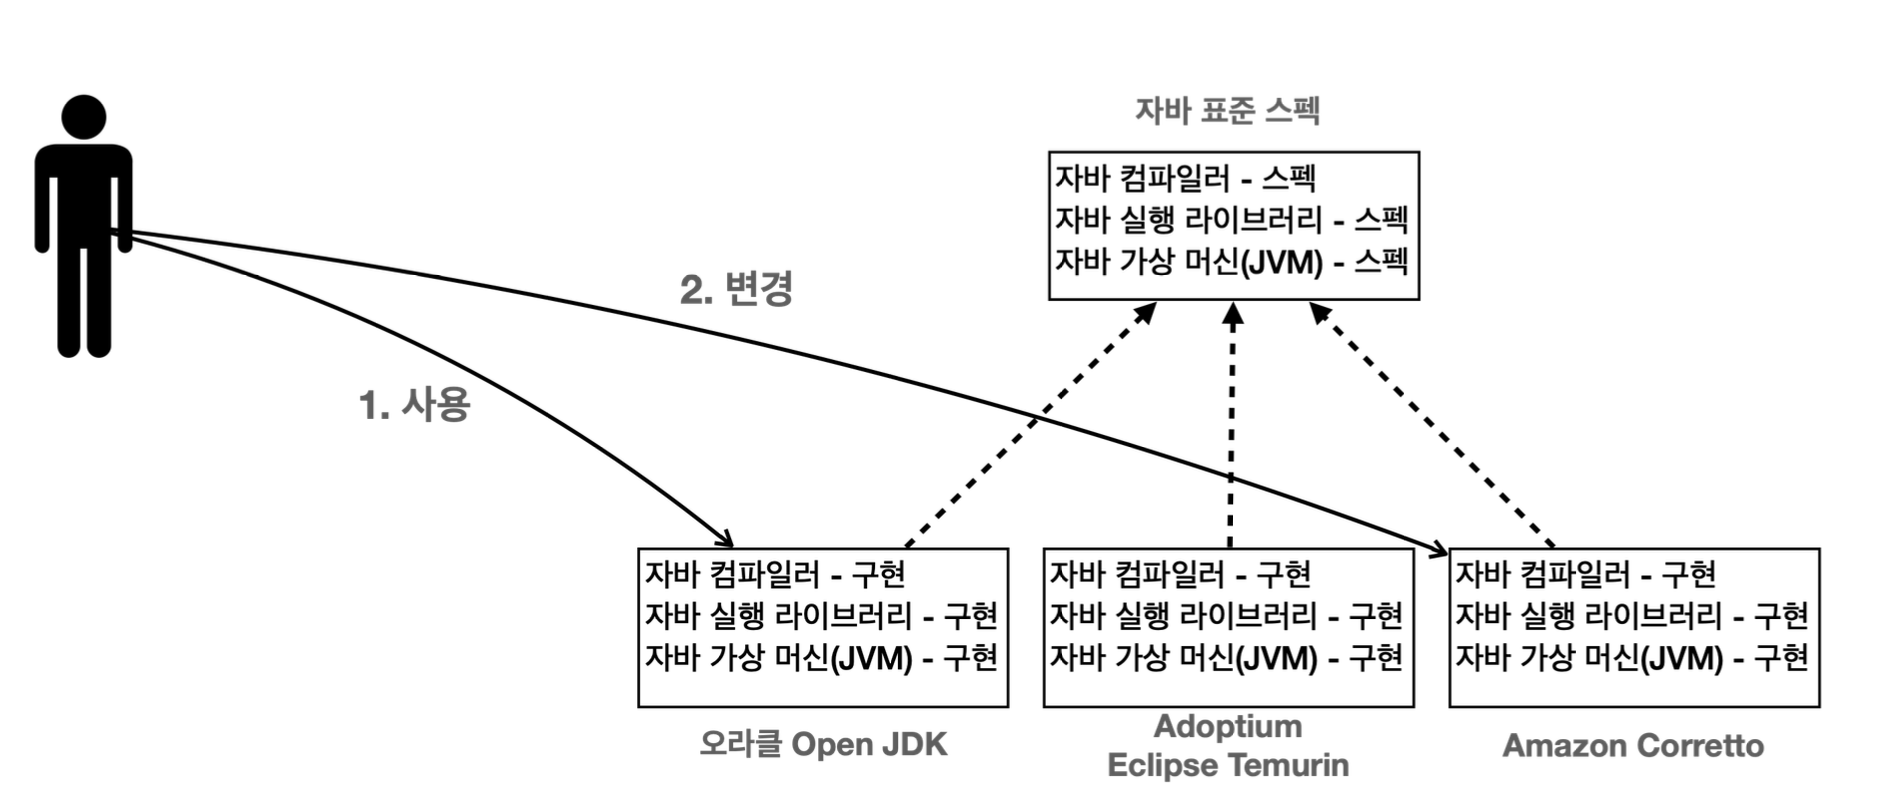 자바 표준 스펙
자바 컴파일러 - 스펙
자바 실행 라이브러리 - 스펙
자바 가상 머신(JVM) - 스펙
2. 변경
1. 사용
자바 컴파일러 - 구현
자바 실행 라이브러리 - 구현
자바 가상 머신(JVM) - 구현
오라클 Open JDK
자바 컴파일러 - 구현
자바 실행 라이브러리 - 구현
자바 가상 머신(JVM) - 구현
Adoptium
Eclipse Temurin
자바 컴파일러 - 구현
자바 실행 라이브러리 - 구현
자바 가상 머신(JVM) - 구현
Amazon Corretto